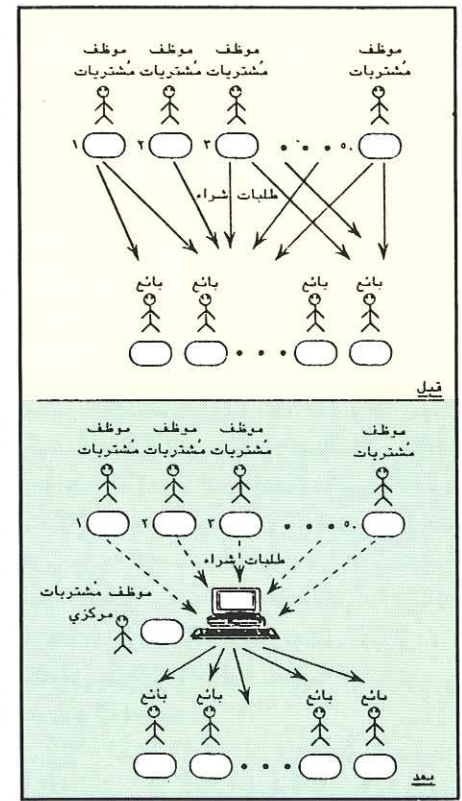 موظف موظف موظف موظف
مُشتريات مُشتريات مُشتريات مُشتريات
١ ٢ ٣ ٥٠
طلبات شراء
بائع بائع بائع بائع
قبل
موظف موظف موظف موظف
مُشتريات مُشتريات مُشتريات مُشتريات
١ ٢ ٣ ٥٠
طلبات شراء
موظف مُشتريات
مركزي
بائع بائع بائع بائع
بعد